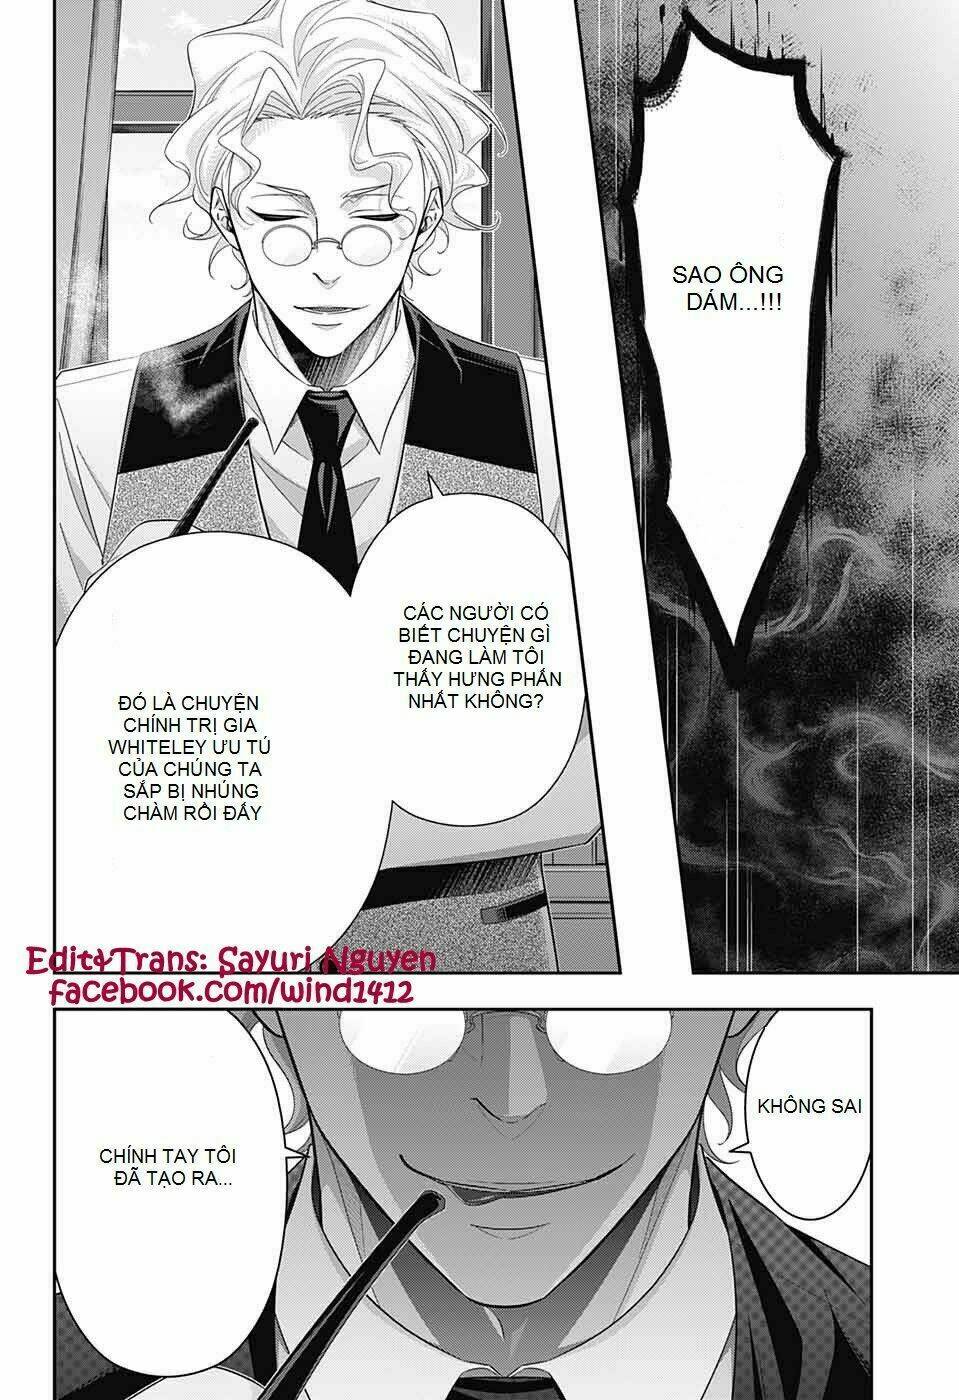 SAO ÔNG
DÁM...!!!
CÁC NGƯỜI CÓ
BIẾT CHUYỆN GÌ
ĐANG LÀM TÔI
THẤY HƯNG PHẤN
NHẤT KHÔNG?
ĐÓ LÀ CHUYỆN
CHÍNH TRỊ GIA
WHITELEY ƯU TÚ
CỦA CHÚNG TA
SẮP BỊ NHÚNG
CHÀM RỒI ĐẤY
Edit&Trans: Sayuri Nguyen
facebook.com/wind1412
KHÔNG SAI
CHÍNH TAY TÔI
ĐÃ TẠO RA...